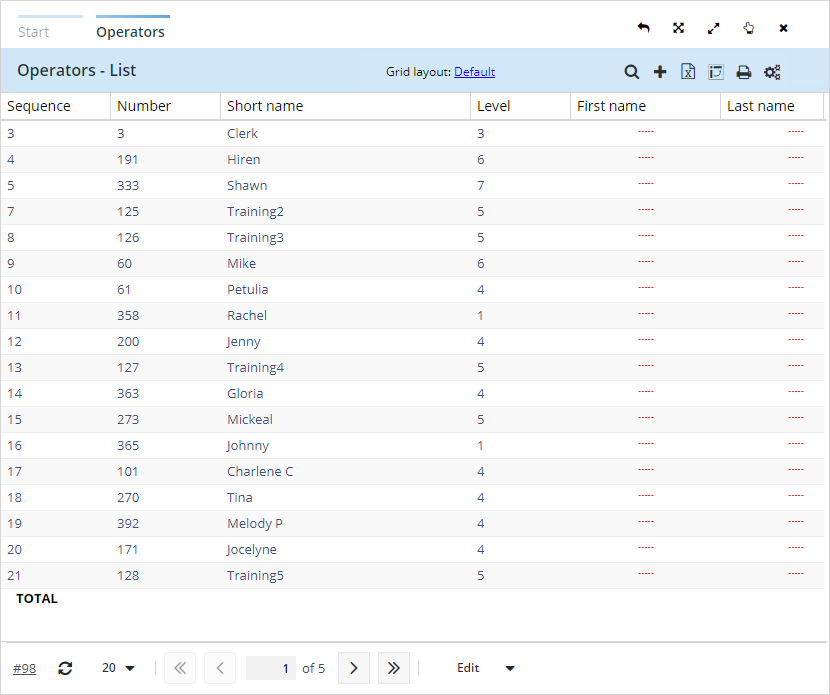 Start Operators
Operators - List Grid layout: Default
Sequence Number Short name Level First name Last name
3 3 Clerk 3 ----- -----
4 191 Hiren 6 ----- -----
5 333 Shawn 7 ----- -----
7 125 Training2 5 ----- -----
8 126 Training3 5 ----- -----
9 60 Mike 6 ----- -----
10 61 Petulia 4 ----- -----
11 358 Rachel 1 ----- -----
12 200 Jenny 4 ----- -----
13 127 Training4 5 ----- -----
14 363 Gloria 4 ----- -----
15 273 Mickeal 5 ----- -----
16 365 Johnny 1 ----- -----
17 101 Charlene C 4 ----- -----
18 270 Tina 4 ----- -----
19 392 Melody P 4 ----- -----
20 171 Jocelyne 4 ----- -----
21 128 Training5 5 ----- -----
TOTAL
#98 20 1 of 5 Edit